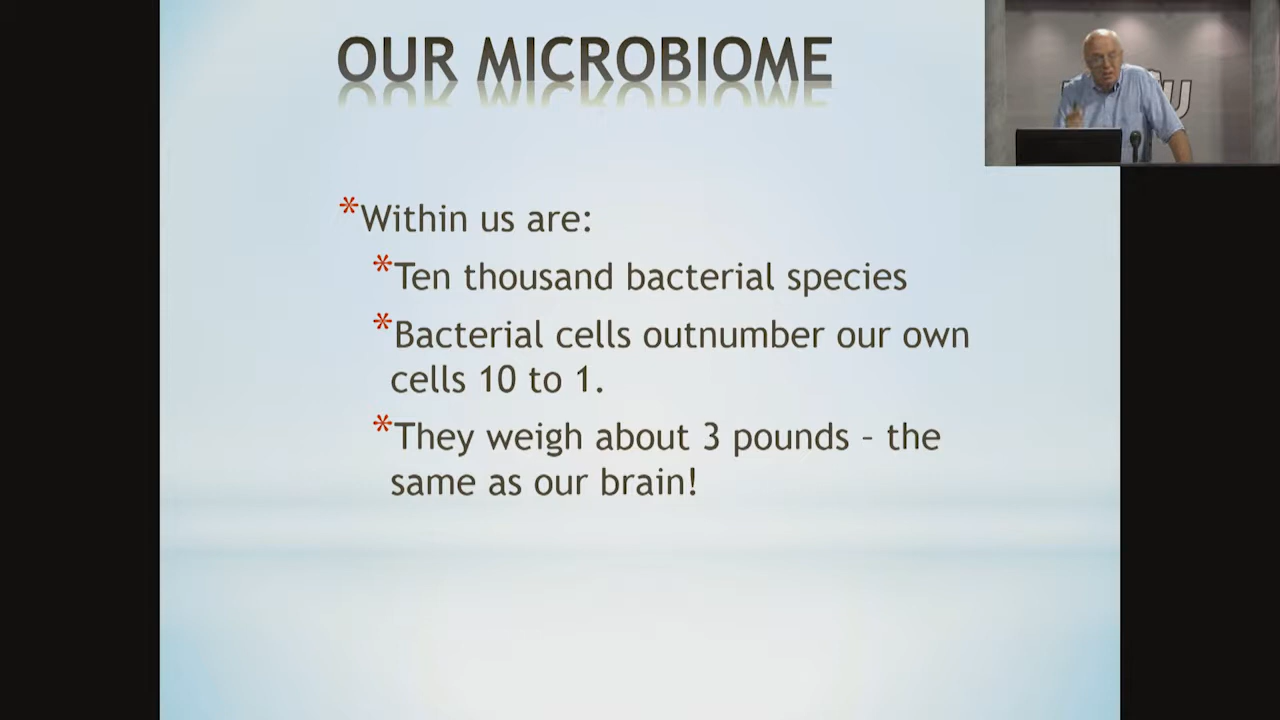 OUR MICROBIOME
*Within us are:
*Ten thousand bacterial species
*Bacterial cells outnumber our own
cells 10 to 1.
*They weigh about 3 pounds – the
same as our brain!